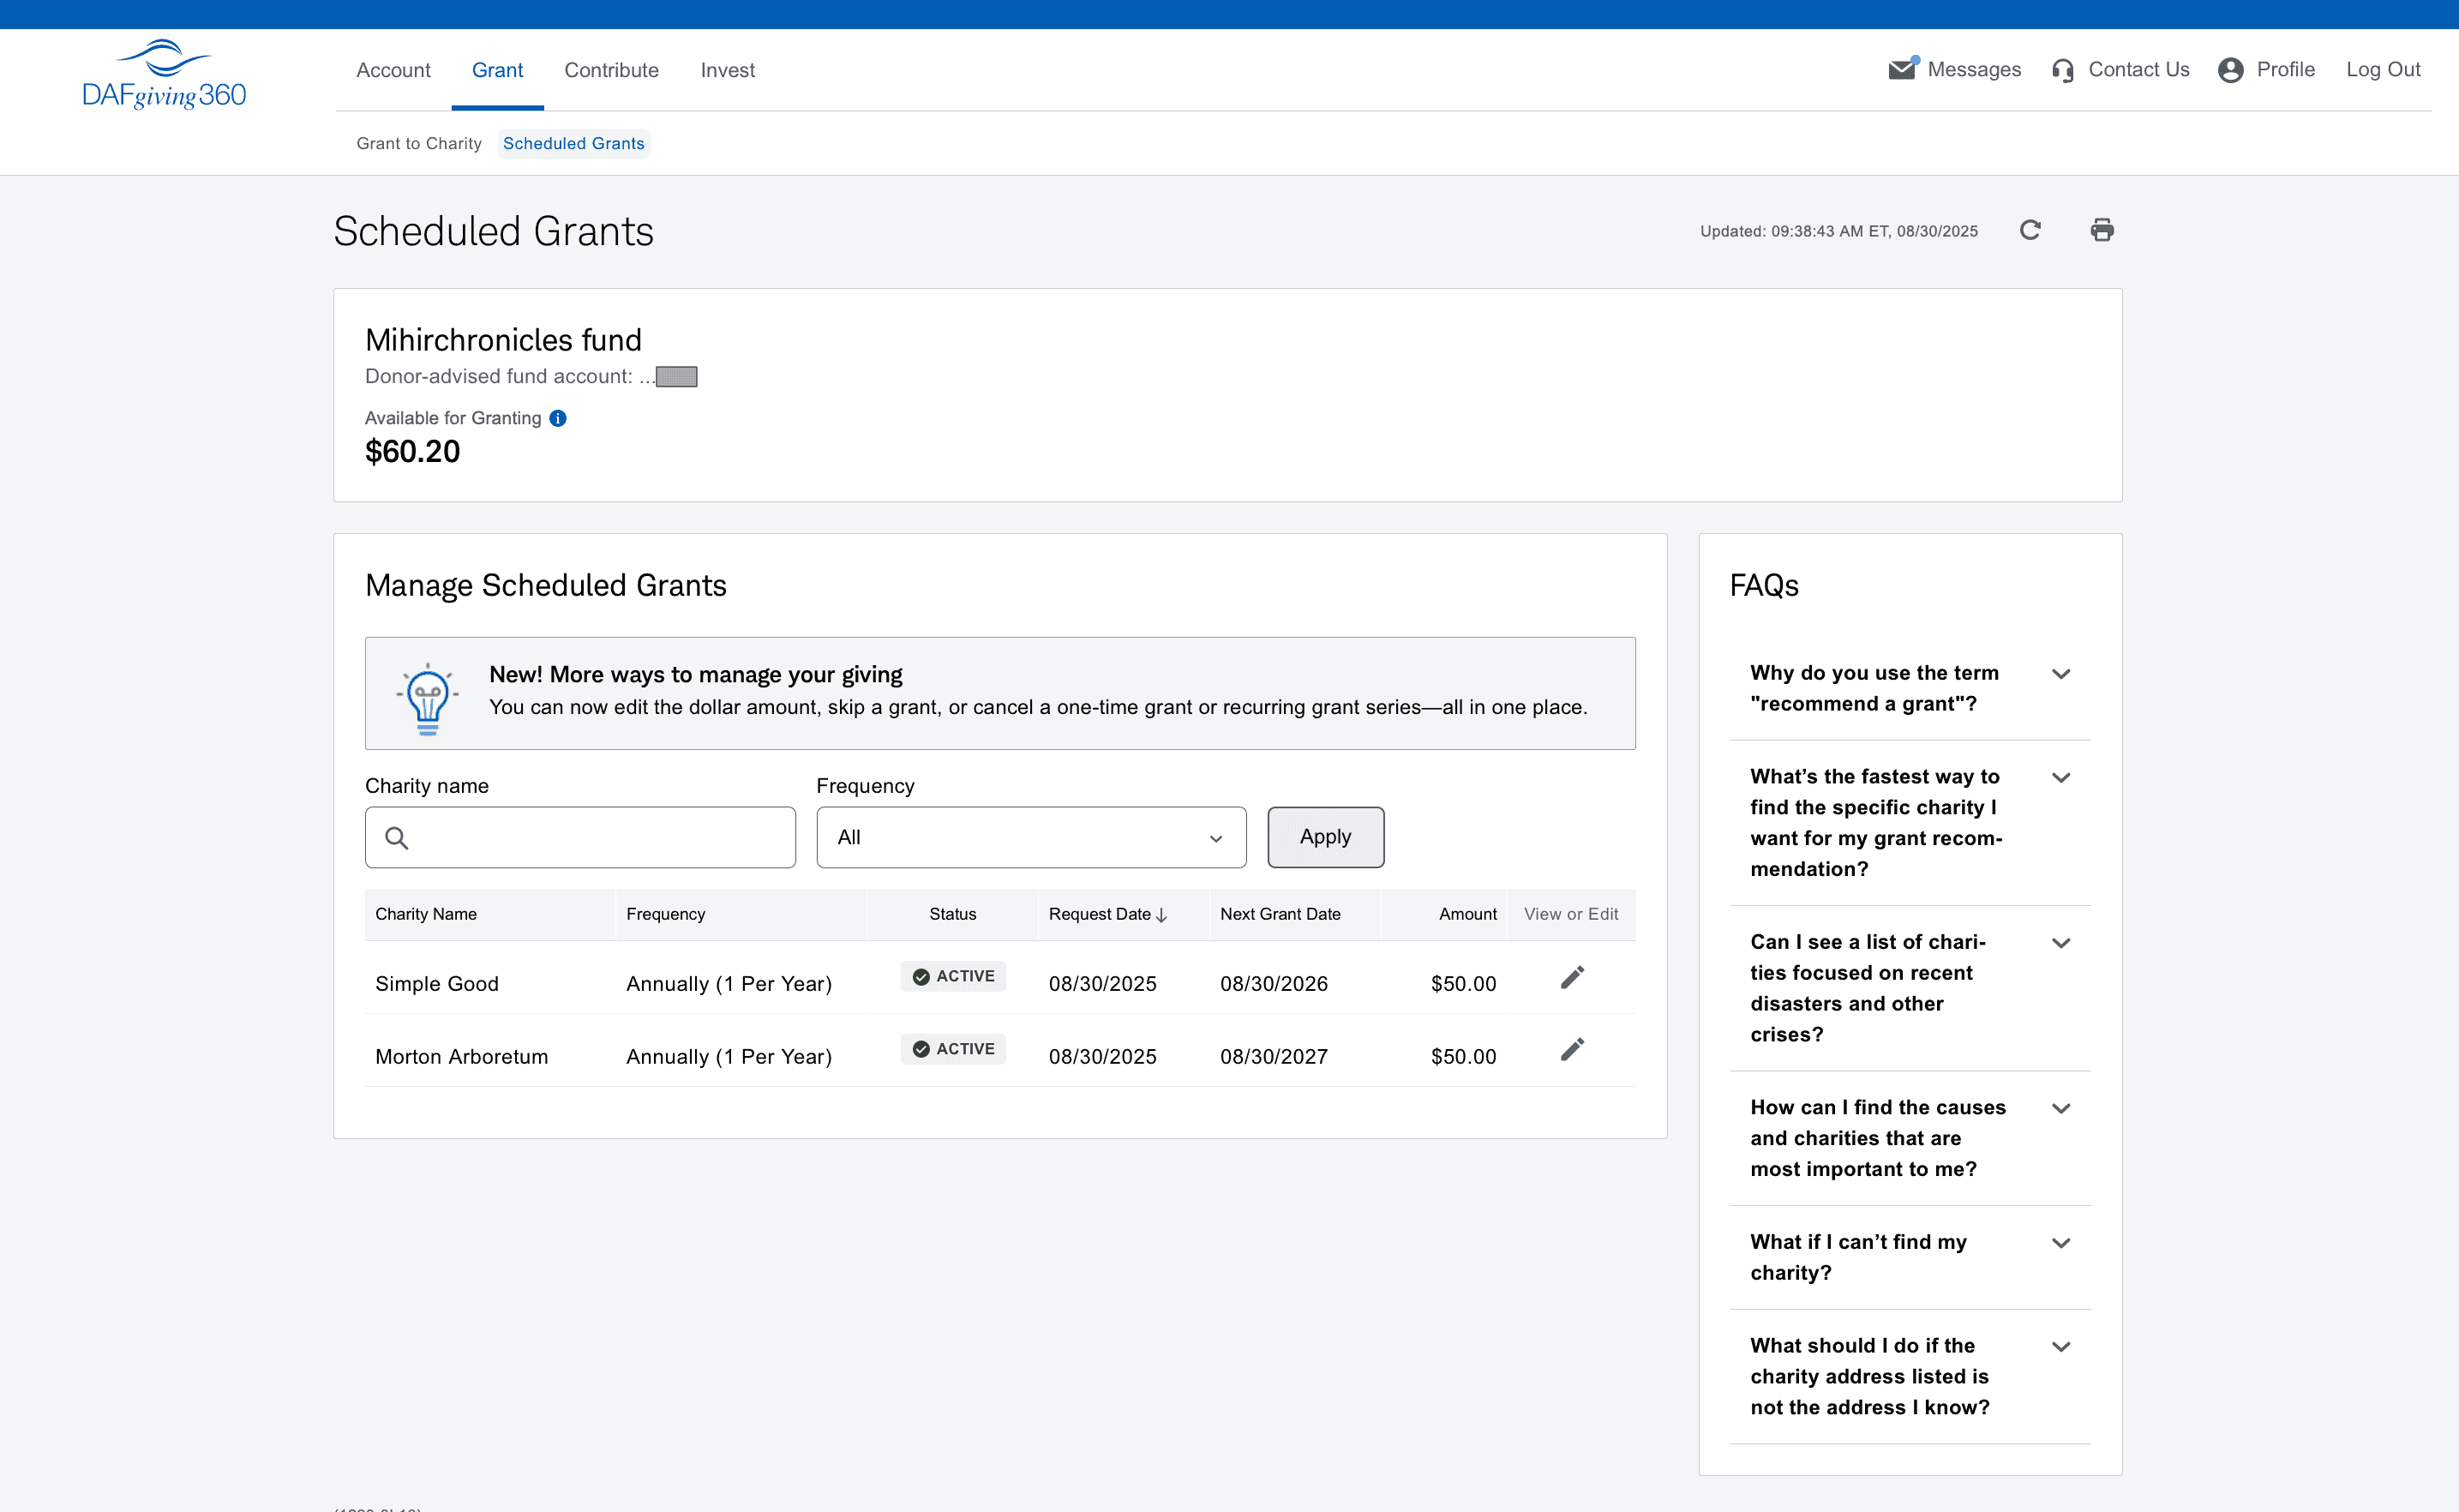 DAFgiving360
Account Grant Contribute Invest
Messages Contact Us Profile Log Out
Grant to Charity Scheduled Grants
Scheduled Grants
Updated: 09:38:43 AM ET, 08/30/2025
Mihirchronicles fund
Donor-advised fund account: ...
Available for Granting
$60.20
Manage Scheduled Grants
New! More ways to manage your giving
You can now edit the dollar amount, skip a grant, or cancel a one-time grant or recurring grant series—all in one place.
Charity name Frequency
All Apply
Charity Name Frequency Status Request Date Next Grant Date Amount View or Edit
Simple Good Annually (1 Per Year) ACTIVE 08/30/2025 08/30/2026 $50.00
Morton Arboretum Annually (1 Per Year) ACTIVE 08/30/2025 08/30/2027 $50.00
FAQs
Why do you use the term
"recommend a grant"?
What’s the fastest way to
find the specific charity I
want for my grant recom-
mendation?
Can I see a list of chari-
ties focused on recent
disasters and other
crises?
How can I find the causes
and charities that are
most important to me?
What if I can’t find my
charity?
What should I do if the
charity address listed is
not the address I know?